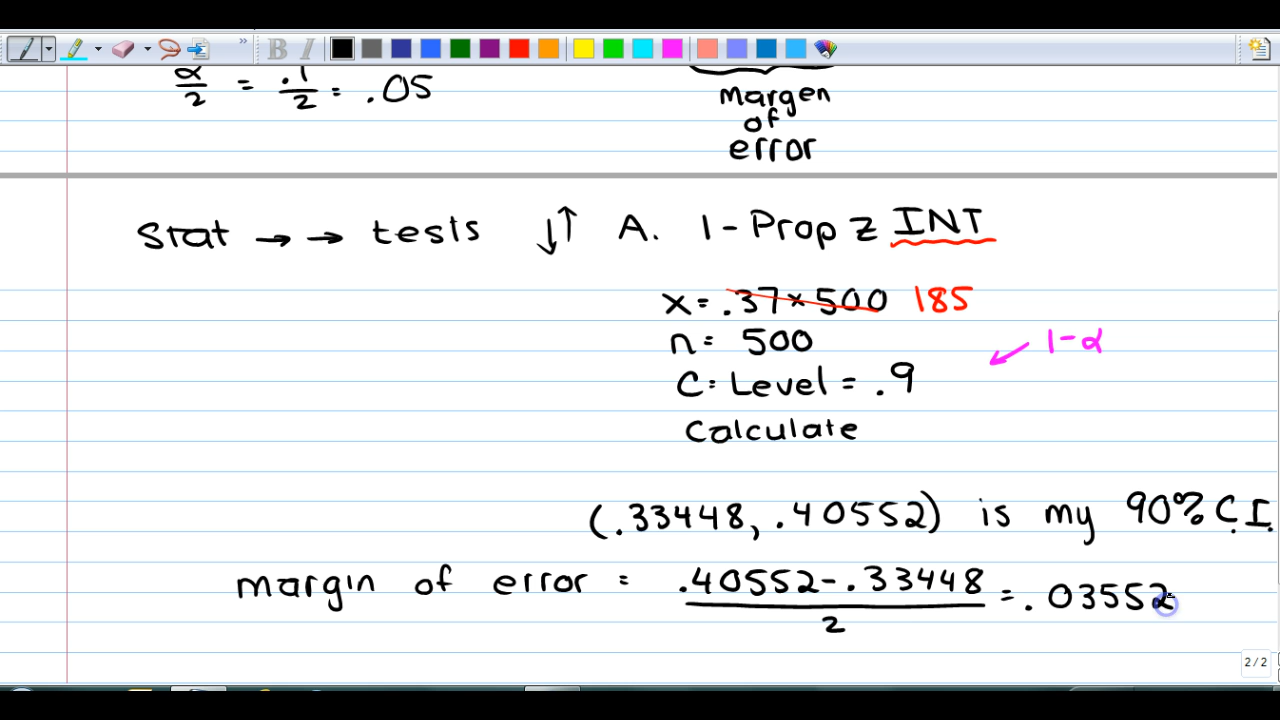 B I
α/2 = .1/2 = .05
margen
of
error
Stat → → tests ↓↑ A. 1-Prop z INT
x = .37 × 500 185
n = 500
1-α
C-Level = .9
Calculate
(.33448, .40552) is my 90% C.I.
margin of error = .40552-.33448/2 = .03552
2/2